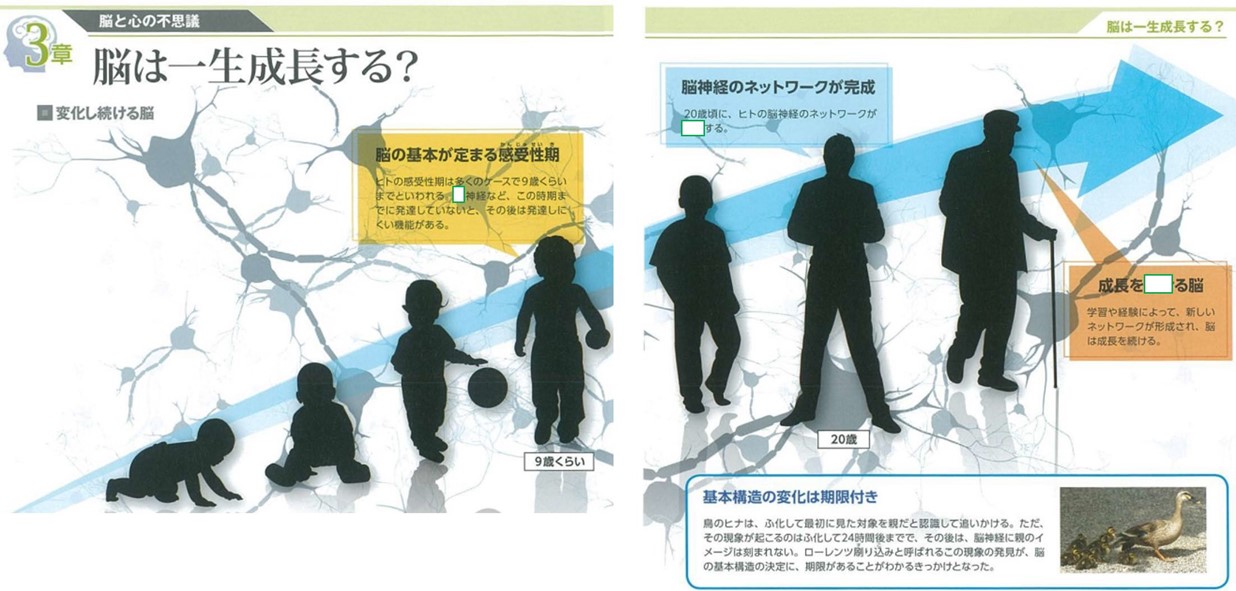 脳と心の不思議
3章
脳は一生成長する?
■変化し続ける脳
脳の基本が定まる感受性期
かんじゅせいき
ヒトの感受性期は多くのケースで9歳くらい
までといわれる。 神経など、この時期ま
でに発達していないと、その後は発達しに
くい機能がある。
9歳くらい
脳は一生成長する?
脳神経のネットワークが完成
20歳頃に、ヒトの脳神経のネットワークが
する。
成長を る脳
学習や経験によって、新しい
ネットワークが形成され、脳
は成長を続ける。
20歳
基本構造の変化は期限付き
鳥のヒナは、ふ化して最初に見た対象を親だと認識して追いかける。ただ、
その現象が起こるのはふ化して24時間後までで、その後は、脳神経に親のイ
メージは刻まれない。ローレンツ刷り込みと呼ばれるこの現象の発見が、脳
の基本構造の決定に、期限があることがわかるきっかけとなった。